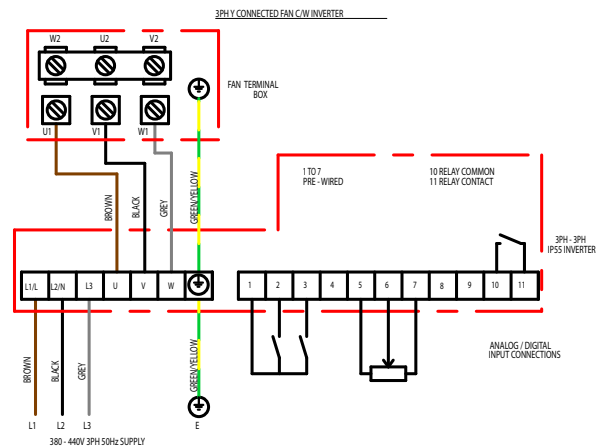 3PH Y CONNECTED FAN C/W INVERTER
W2 U2 V2
FAN TERMINAL
BOX
U1 V1 W1
1 TO 7
PRE - WIRED
10 RELAY COMMON
11 RELAY CONTACT
BROWN
BLACK
GREY
GREEN/YELLOW
3PH - 3PH
IP55 INVERTER
L1/L L2/N L3 U V W
1 2 3 4 5 6 7 8 9 10 11
ANALOG / DIGITAL
INPUT CONNECTIONS
BROWN
BLACK
GREY
GREEN/YELLOW
L1 L2 L3 E
380 - 440V 3PH 50Hz SUPPLY